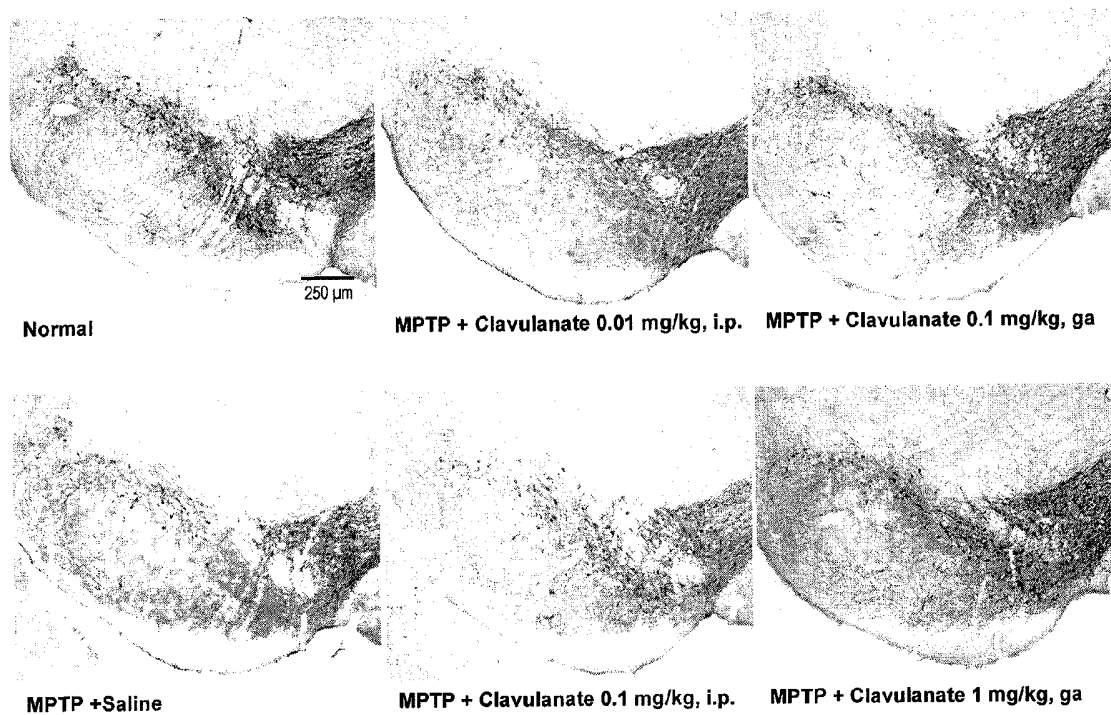 250 µm
Normal
MPTP + Clavulanate 0.01 mg/kg, i.p.
MPTP + Clavulanate 0.1 mg/kg, ga
MPTP +Saline
MPTP + Clavulanate 0.1 mg/kg, i.p.
MPTP + Clavulanate 1 mg/kg, ga